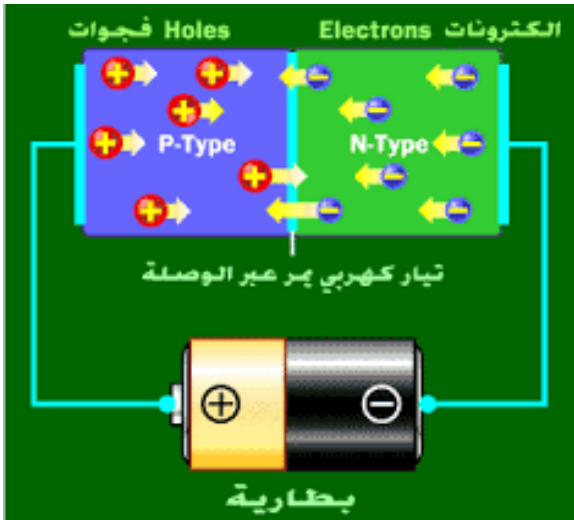 فجوات Holes
Electrons الكترونات
P-Type
N-Type
تيار كهربي يمر عبر الوصلة
بطارية